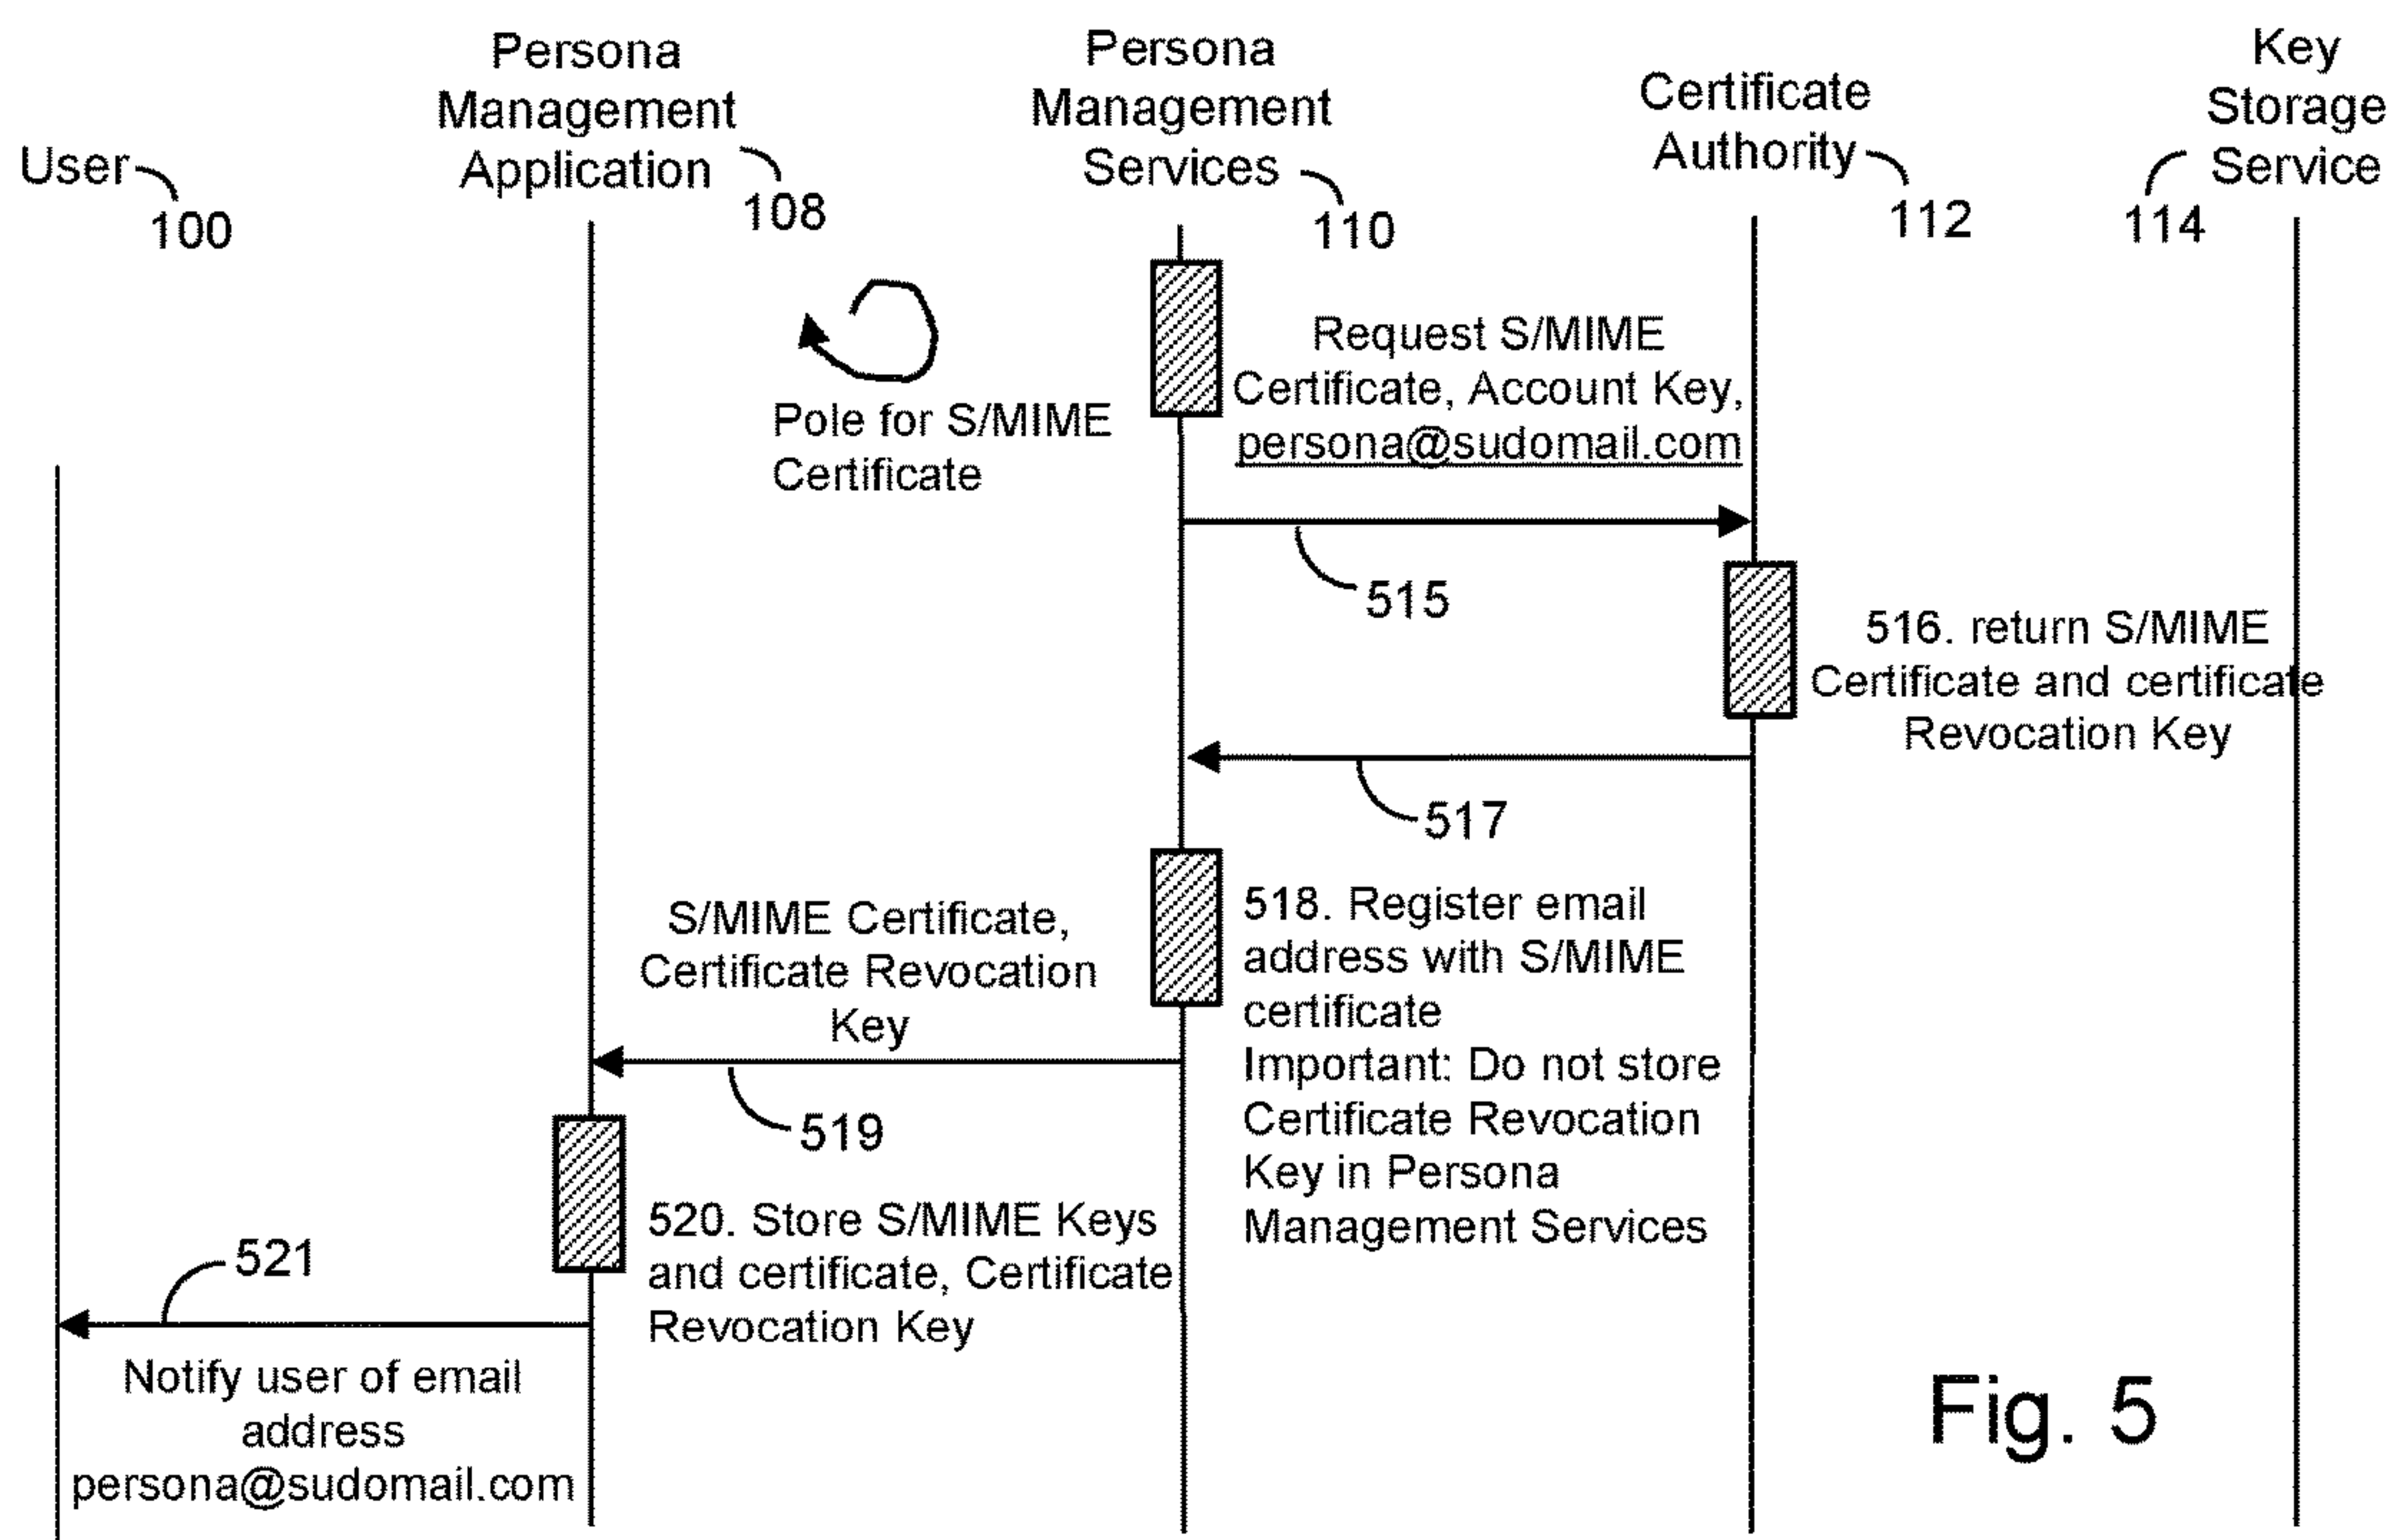 User
100
Persona
Management
Application
108
Persona
Management
Services
110
Certificate
Authority
112
Key
Storage
Service
114
Pole for S/MIME
Certificate
Request S/MIME
Certificate, Account Key,
persona@sudomail.com
515
516. return S/MIME
Certificate and certificate
Revocation Key
517
518. Register email
address with S/MIME
certificate
Important: Do not store
Certificate Revocation
Key in Persona
Management Services
S/MIME Certificate,
Certificate Revocation
Key
519
520. Store S/MIME Keys
and certificate, Certificate
Revocation Key
521
Notify user of email
address
persona@sudomail.com
Fig. 5